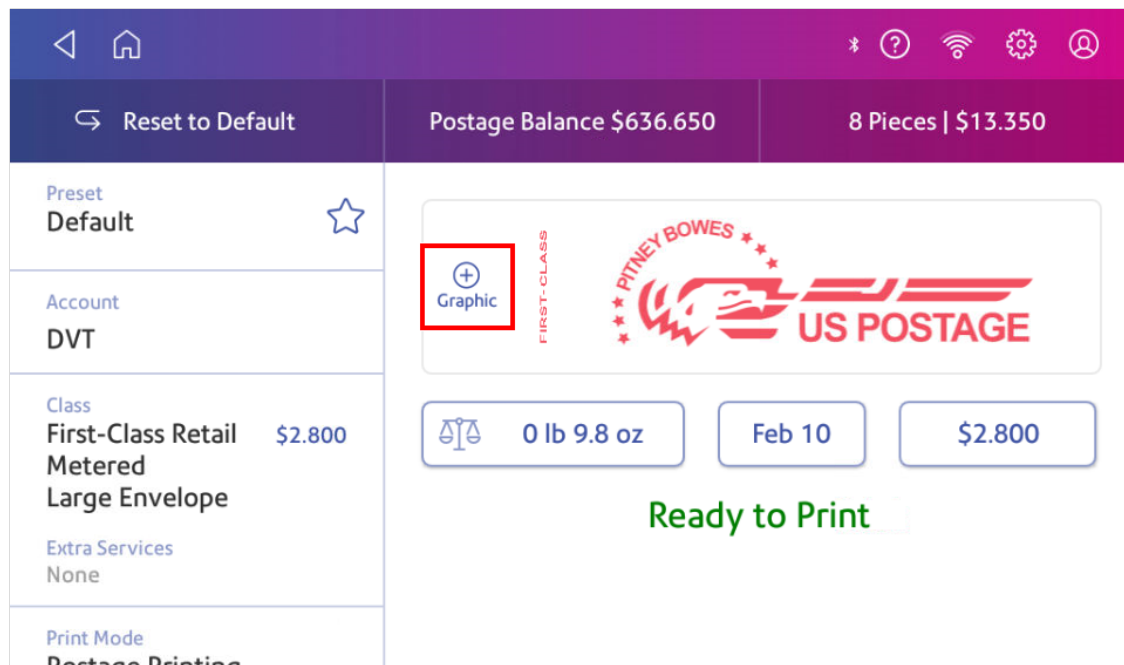 Reset to Default
Postage Balance $636.650
8 Pieces | $13.350
Preset
Default
Account
DVT
Class
First-Class Retail $2.800
Metered
Large Envelope
Extra Services
None
Print Mode
Postage Printing
Graphic
FIRST-CLASS
PITNEY BOWES
US POSTAGE
0 lb 9.8 oz
Feb 10
$2.800
Ready to Print